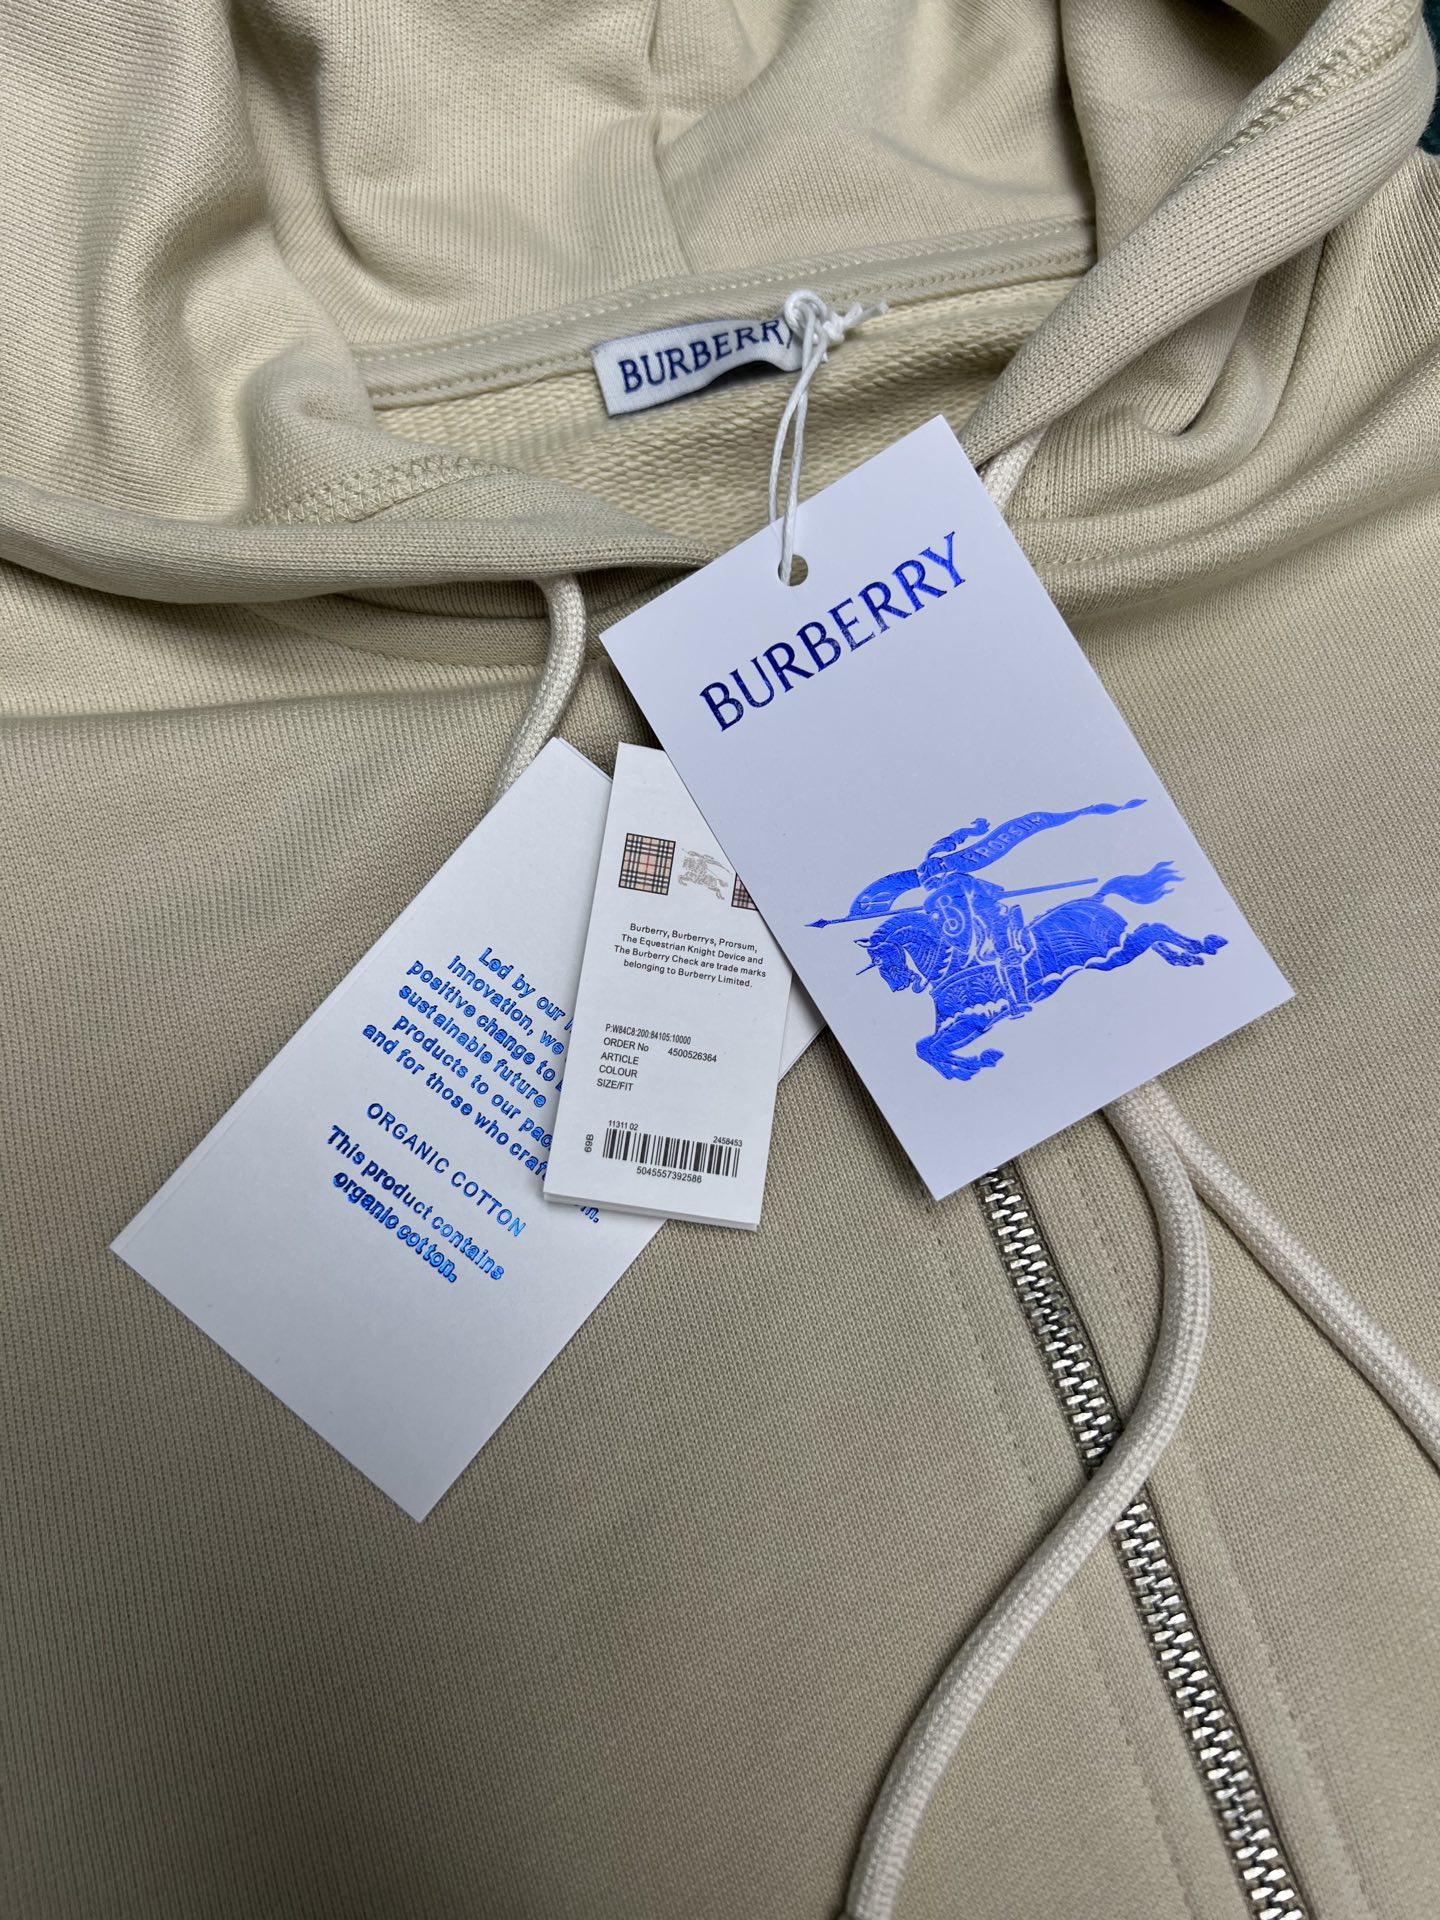 BURBERRY
BURBERRY
PRORSUM
Burberry, Burberrys, Prorsum,
The Equestrian Knight Device and
The Burberry Check are trade marks
belonging to Burberry Limited.
P:W84C8:200:84105:10000
ORDER No 4500526364
ARTICLE
COLOUR
SIZE/FIT
11311 02 2458453
69B
5045557392586
Led by our
innovation, we
positive change to
sustainable future
products to our
and for those who
ORGANIC COTTON
This product contains
organic cotton.